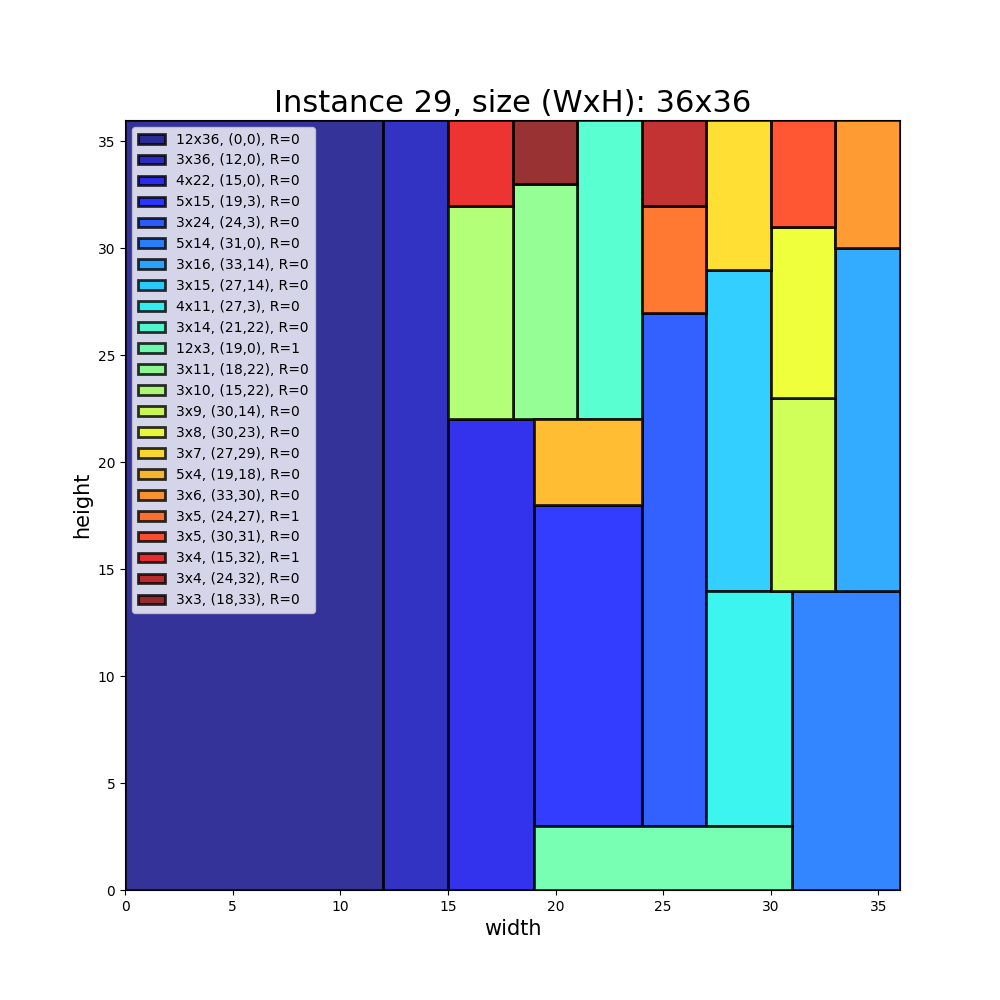 Instance 29, size (WxH): 36x36
12x36, (0,0), R=0
3x36, (12,0), R=0
4x22, (15,0), R=0
5x15, (19,3), R=0
3x24, (24,3), R=0
5x14, (31,0), R=0
3x16, (33,14), R=0
3x15, (27,14), R=0
4x11, (27,3), R=0
3x14, (21,22), R=0
12x3, (19,0), R=1
3x11, (18,22), R=0
3x10, (15,22), R=0
3x9, (30,14), R=0
3x8, (30,23), R=0
3x7, (27,29), R=0
5x4, (19,18), R=0
3x6, (33,30), R=0
3x5, (24,27), R=1
3x5, (30,31), R=0
3x4, (15,32), R=1
3x4, (24,32), R=0
3x3, (18,33), R=0
height
35
30
25
20
15
10
5
0
0 5 10 15 20 25 30 35
width